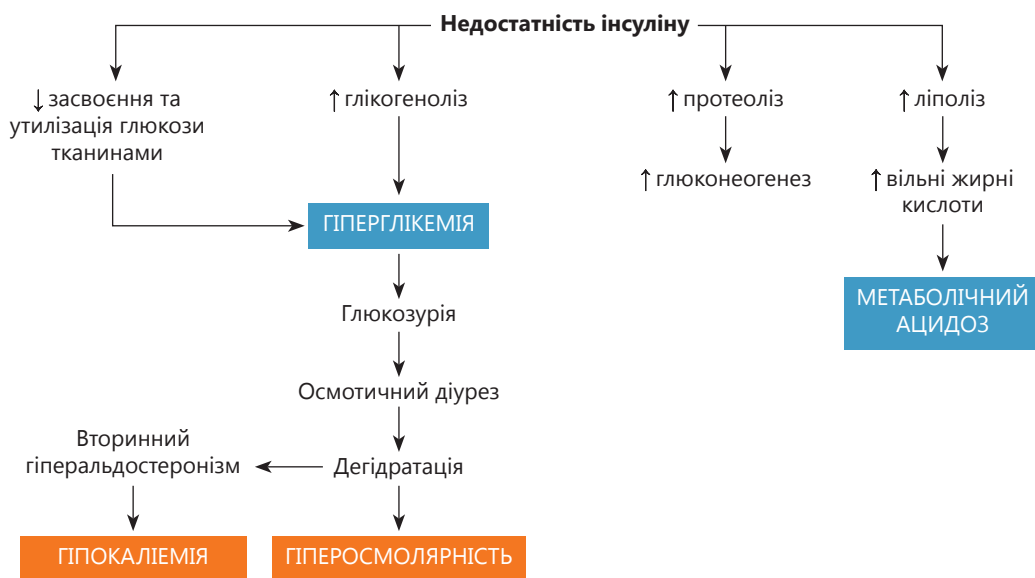 Недостатність інсуліну
↓ засвоєння та
утилізація глюкози
тканинами
↑ глікогеноліз
↑ протеоліз
↑ ліполіз
↑ глюконеогенез
↑ вільні жирні
кислоти
ГІПЕРГЛІКЕМІЯ
МЕТАБОЛІЧНИЙ
АЦИДОЗ
Глюкозурія
Осмотичний діурез
Вторинний
гіперальдостеронізм
Дегідратація
ГІПОКАЛІЕМІЯ
ГІПЕРОСМОЛЯРНІСТЬ